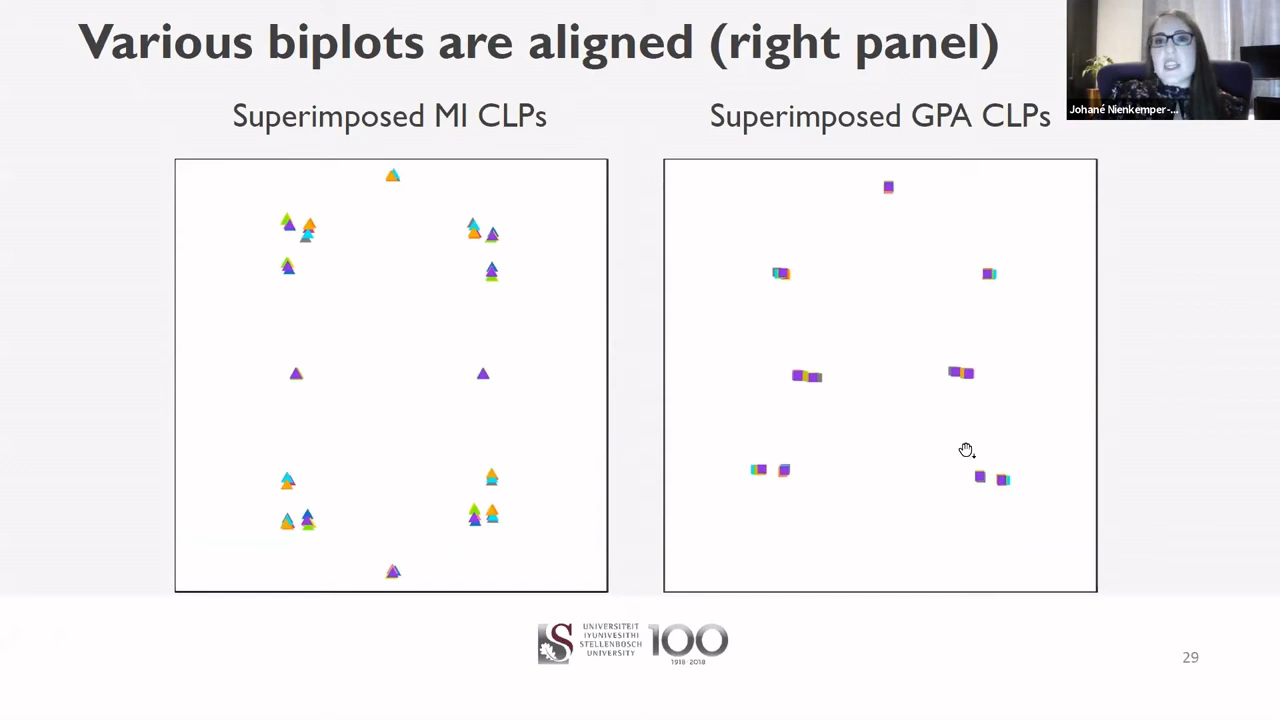 Various biplots are aligned (right panel)
Johané Nienkemper-...
Superimposed MI CLPs
Superimposed GPA CLPs
UNIVERSITEIT
IYUNIVESITHI
STELLENBOSCH
UNIVERSITY
100
1918 2018
29